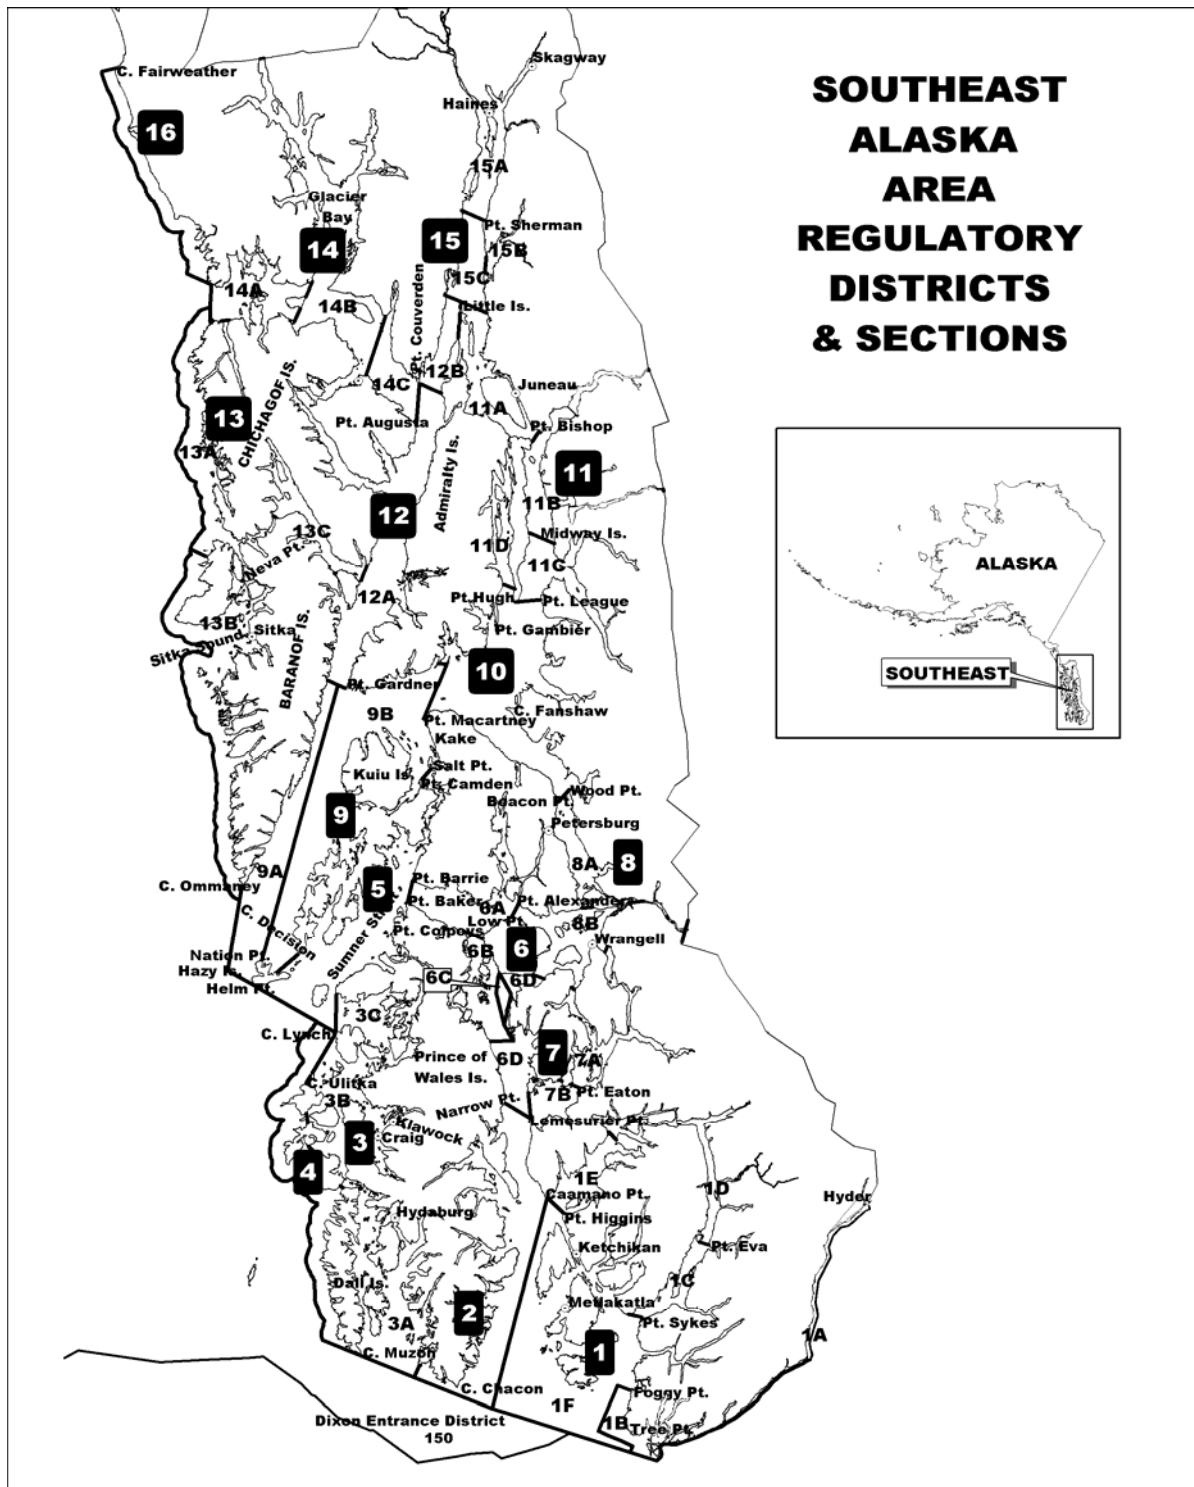 SOUTHEAST
ALASKA
AREA
REGULATORY
DISTRICTS
& SECTIONS
Skagway
C. Fairweather
Haines
16
15A
Glacier
Bay
Pt. Sherman
15
14
15B
15C
14A
14B
Little Is.
Pt. Couverden
12B
14C
Juneau
CHICHAGOF IS.
11A
13
Pt. Augusta
Pt. Bishop
13A
11
Admiralty Is.
11B
12
13C
Midway Is.
11D
Neva Pt.
11C
12A
Pt.Hugh
Pt. League
13B
Sitka
Pt. Gambier
Sitka Sound
BARANOF IS.
10
Pt. Gardner
9B
C. Fanshaw
Pt. Macartney
Kake
Salt Pt.
Kuiu Is.
Pt. Camden
Wood Pt.
Beacon Pt.
9
Petersburg
8A
8
9A
Pt. Barrie
C. Ommaney
5
Pt. Baker
6A
Pt. Alexander
Low Pt.
8B
C. Decision
Pt. Colpoys
Sumner Strait
6B
6
Wrangell
Nation Pt.
Hazy Is.
6C
6D
Helm Pt.
3C
C. Lynch
Prince of
Wales Is.
6D
7
7A
C. Ulitka
7B
Pt. Eaton
3B
Narrow Pt.
Klawock
Lemesurier Pt.
3
Craig
4
1E
1D
Caamano Pt.
Hyder
Hydaburg
Pt. Higgins
Ketchikan
Pt. Eva
Dall Is.
1C
Metlakatla
2
3A
Pt. Sykes
1A
1
C. Muzon
C. Chacon
Foggy Pt.
1F
1B
Tree Pt.
Dixon Entrance District
150
ALASKA
SOUTHEAST